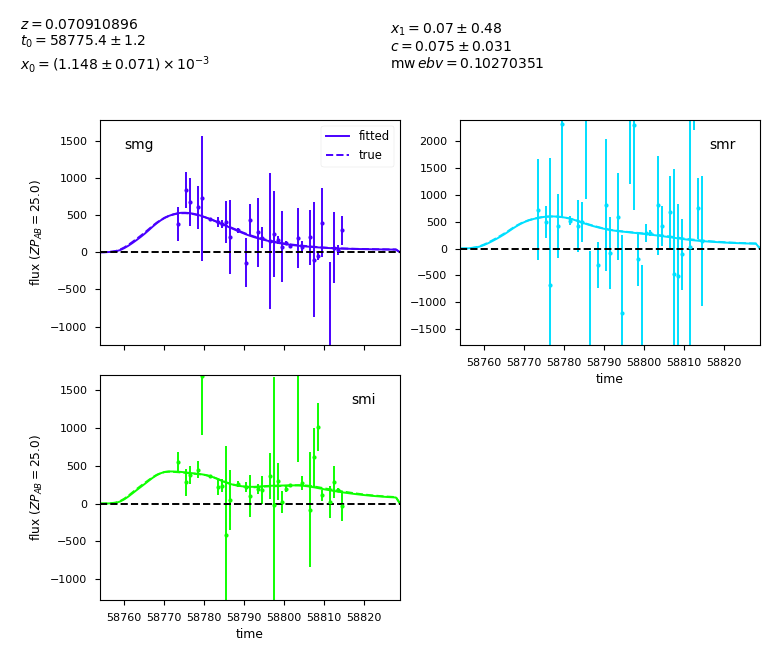 z = 0.070910896
t₀ = 58775.4 ± 1.2
x₀ = (1.148 ± 0.071) × 10⁻³
x₁ = 0.07 ± 0.48
c = 0.075 ± 0.031
mw ebv = 0.10270351
smg
fitted
true
1500
1000
500
0
−500
−1000
flux (ZP_AB = 25.0)
smr
2000
1500
1000
500
0
−500
−1000
−1500
58760 58770 58780 58790 58800 58810 58820
time
smi
1500
1000
500
0
−500
−1000
flux (ZP_AB = 25.0)
58760 58770 58780 58790 58800 58810 58820
time